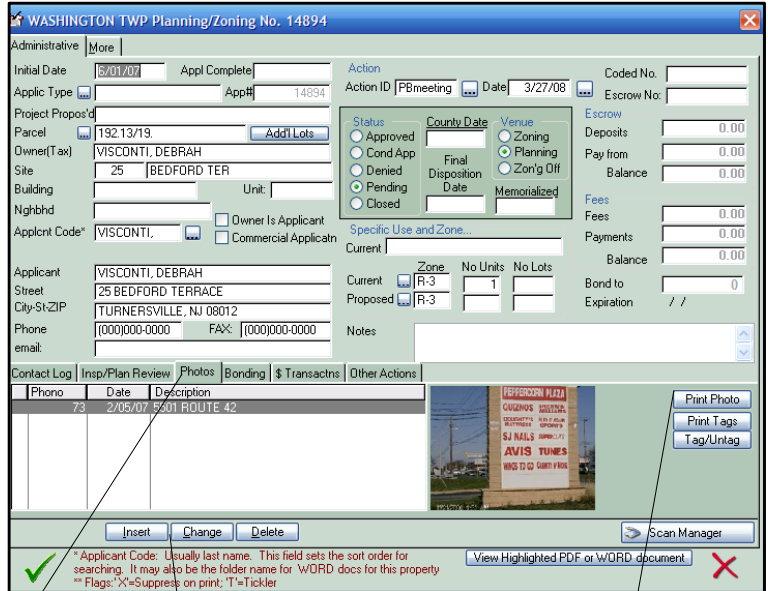 WASHINGTON TWP Planning/Zoning No. 14894
Administrative More
Initial Date 6/01/07 Appl Complete
Applic Type ... App# 14894
Project Propos'd
Parcel ... 192.13/19. Add'l Lots
Owner(Tax) VISCONTI, DEBRAH
Site 25 BEDFORD TER
Building Unit:
Nghbhd
Owner Is Applicant
Applcnt Code* VISCONTI, ... Commercial Applicatn
Applicant VISCONTI, DEBRAH
Street 25 BEDFORD TERRACE
City-St-ZIP TURNERSVILLE, NJ 08012
Phone (000)000-0000 FAX: (000)000-0000
email:
Action
Action ID PBmeeting ... Date 3/27/08 ...
Status County Date Venue
Approved Zoning
Cond App Final Planning
Denied Disposition Zon'g Off
Pending Date Memorialized
Closed
Specific Use and Zone...
Current
Zone No Units No Lots
Current ... R-3 1
Proposed ... R-3
Notes
Coded No.
Escrow No:
Escrow
Deposits 0.00
Pay from 0.00
Balance 0.00
Fees
Fees 0.00
Payments 0.00
Balance 0.00
Bond to 0
Expiration / /
Contact Log Insp/Plan Review Photos Bonding $ Transactns Other Actions
Phono Date Description
73 2/05/07 5001 ROUTE 42
PEPPERCORN PLAZA
QUIZNOS
SJ NAILS
AVIS TUNES
WINGS TO GO
Print Photo
Print Tags
Tag/Untag
Insert Change Delete Scan Manager
* Applicant Code: Usually last name. This field sets the sort order for
searching. It may also be the folder name for WORD docs for this property
** Flags:'X'=Suppress on print; 'T'=Tickler
View Highlighted PDF or WORD document